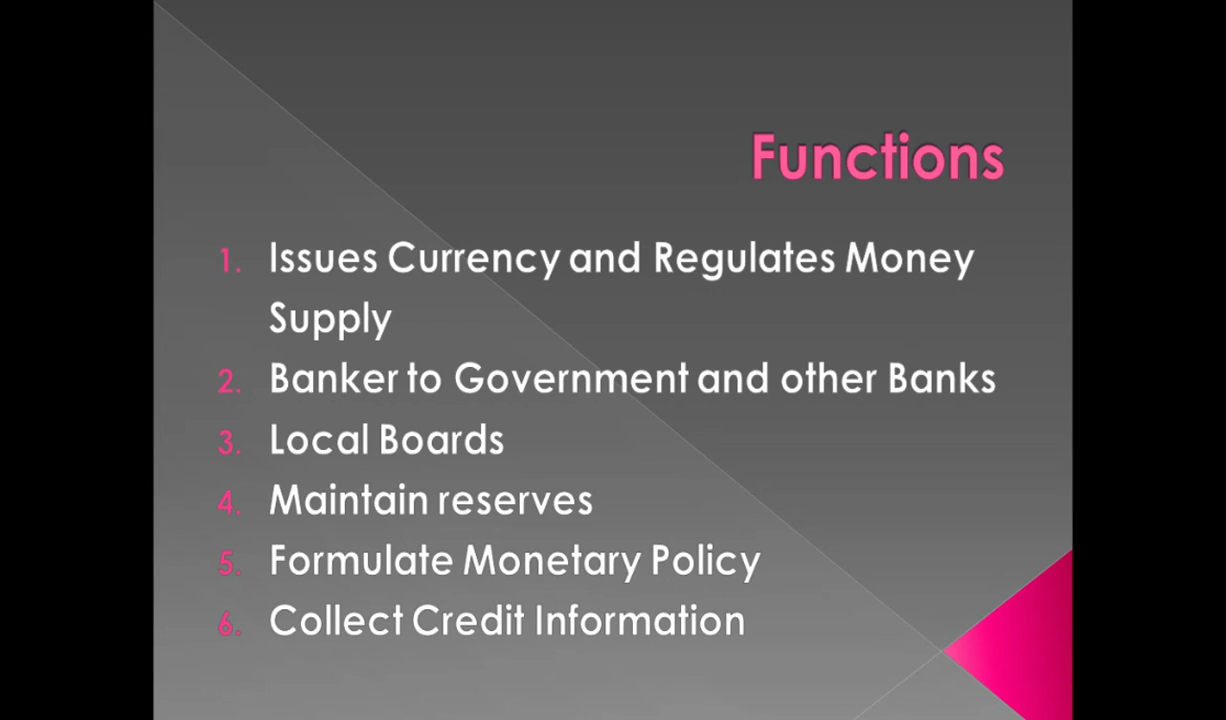 Functions
1. Issues Currency and Regulates Money
Supply
2. Banker to Government and other Banks
3. Local Boards
4. Maintain reserves
5. Formulate Monetary Policy
6. Collect Credit Information